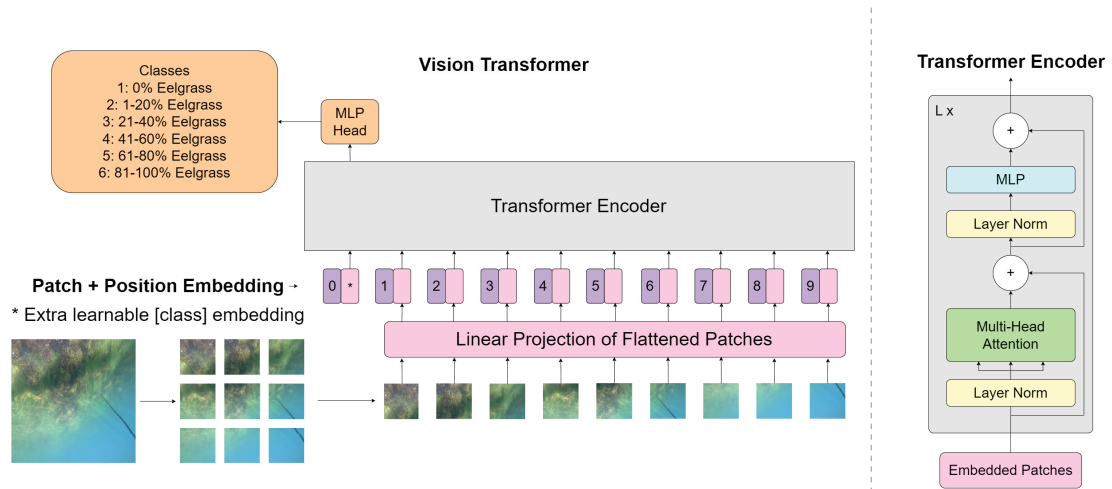 Vision Transformer
Classes
1: 0% Eelgrass
2: 1-20% Eelgrass
3: 21-40% Eelgrass
4: 41-60% Eelgrass
5: 61-80% Eelgrass
6: 81-100% Eelgrass
MLP
Head
Transformer Encoder
Patch + Position Embedding
* Extra learnable [class] embedding
0 * 1 2 3 4 5 6 7 8 9
Linear Projection of Flattened Patches
Transformer Encoder
L x
+
MLP
Layer Norm
+
Multi-Head
Attention
Layer Norm
Embedded Patches